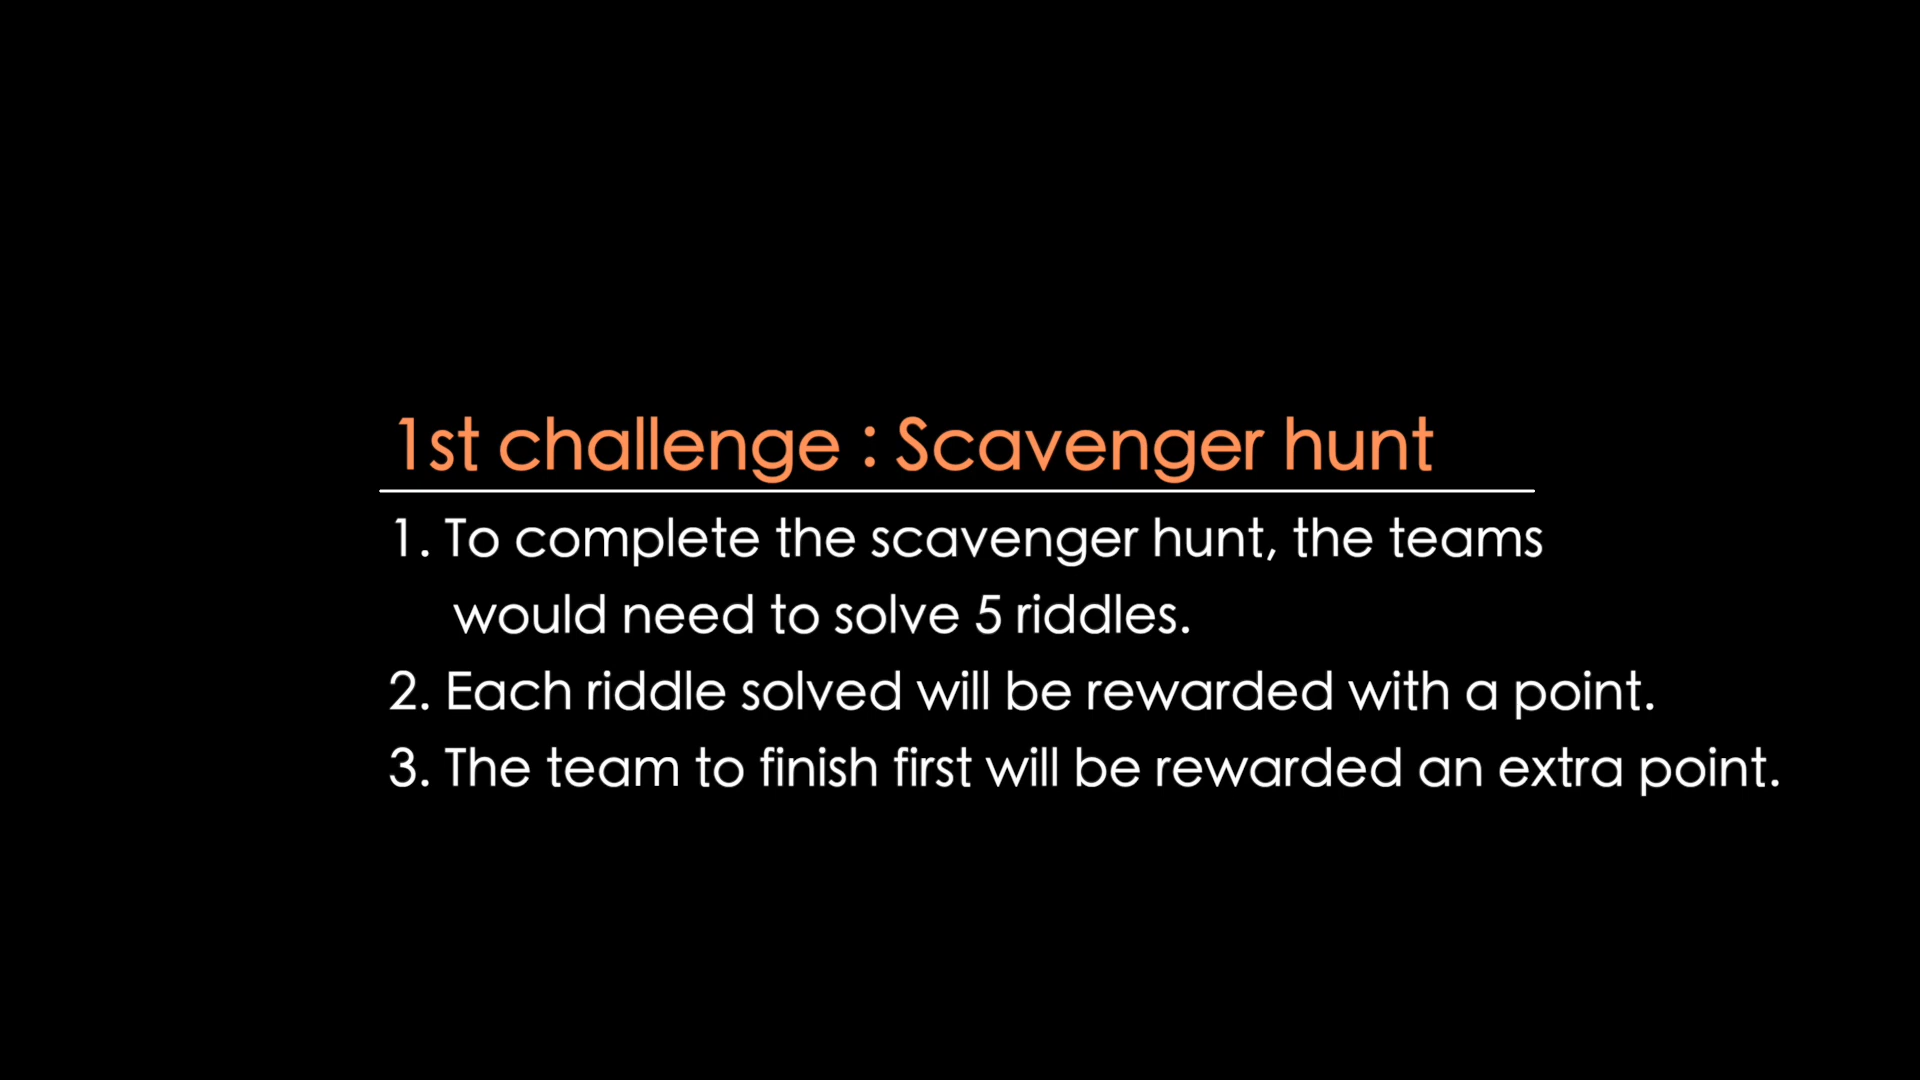 1st challenge : Scavenger hunt
1. To complete the scavenger hunt, the teams
would need to solve 5 riddles.
2. Each riddle solved will be rewarded with a point.
3. The team to finish first will be rewarded an extra point.